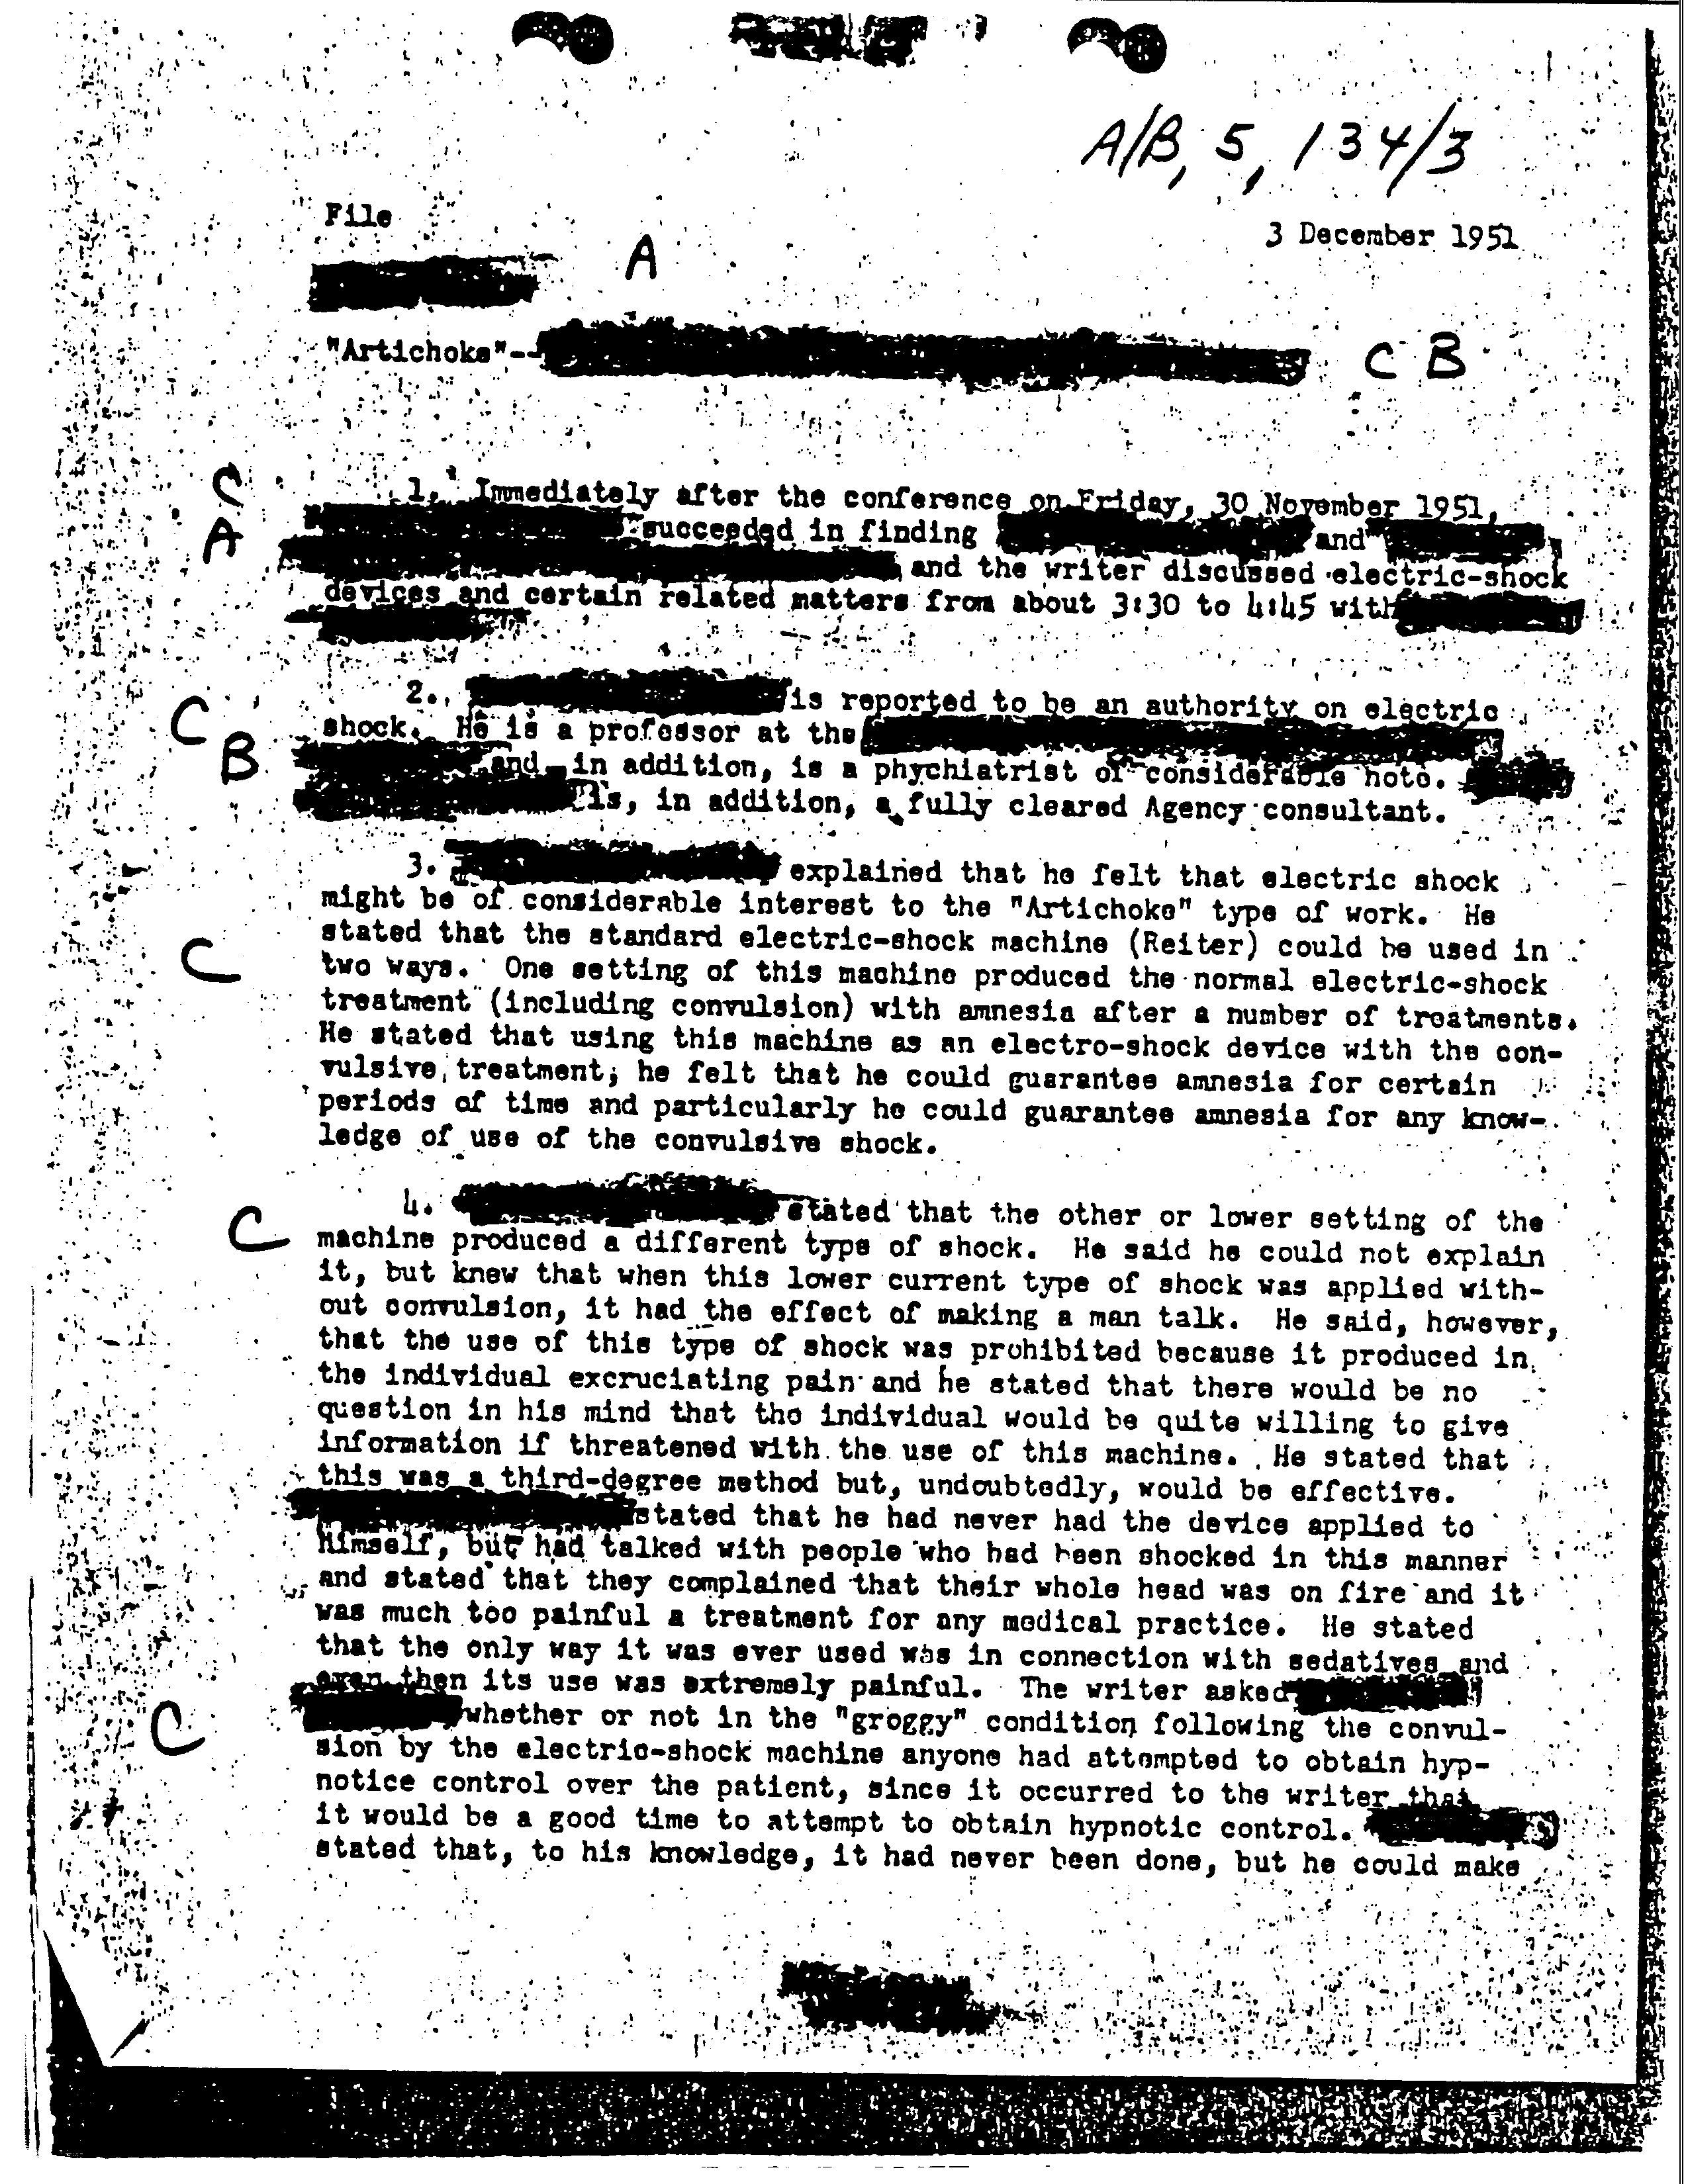 A/B, 5, 134/3
File
3 December 1951
A
"Artichoke"--
C B
C
1. Immediately after the conference on Friday, 30 November 1951,
A
succeeded in finding and
and the writer discussed electric-shock
devices and certain related matters from about 3:30 to 4:45 with
2. is reported to be an authority on electric
C
shock. He is a professor at the
B
and in addition, is a phychiatrist of considerable note.
is, in addition, a fully cleared Agency consultant.
3. explained that he felt that electric shock
might be of considerable interest to the "Artichoke" type of work. He
stated that the standard electric-shock machine (Reiter) could be used in
C
two ways. One setting of this machine produced the normal electric-shock
treatment (including convulsion) with amnesia after a number of treatments.
He stated that using this machine as an electro-shock device with the con-
vulsive treatment, he felt that he could guarantee amnesia for certain
periods of time and particularly he could guarantee amnesia for any know-
ledge of use of the convulsive shock.
4. stated that the other or lower setting of the
C
machine produced a different type of shock. He said he could not explain
it, but knew that when this lower current type of shock was applied with-
out convulsion, it had the effect of making a man talk. He said, however,
that the use of this type of shock was prohibited because it produced in
the individual excruciating pain and he stated that there would be no
question in his mind that the individual would be quite willing to give
information if threatened with the use of this machine. He stated that
this was a third-degree method but, undoubtedly, would be effective.
stated that he had never had the device applied to
himself, but had talked with people who had been shocked in this manner
and stated that they complained that their whole head was on fire and it
was much too painful a treatment for any medical practice. He stated
that the only way it was ever used was in connection with sedatives and
even then its use was extremely painful. The writer asked
C
whether or not in the "groggy" condition following the convul-
sion by the electric-shock machine anyone had attempted to obtain hyp-
notice control over the patient, since it occurred to the writer that
it would be a good time to attempt to obtain hypnotic control.
stated that, to his knowledge, it had never been done, but he could make